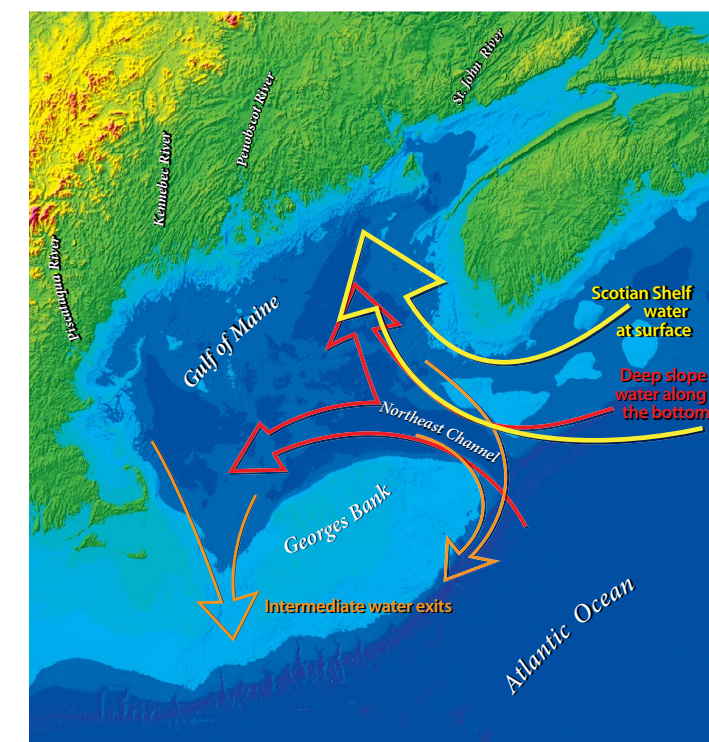 St. John River
Penobscot River
Kennebec River
Piscataqua River
Gulf of Maine
Scotian Shelf
water
at surface
Deep slope
water along
the bottom
Northeast Channel
Georges Bank
Intermediate water exits
Atlantic Ocean